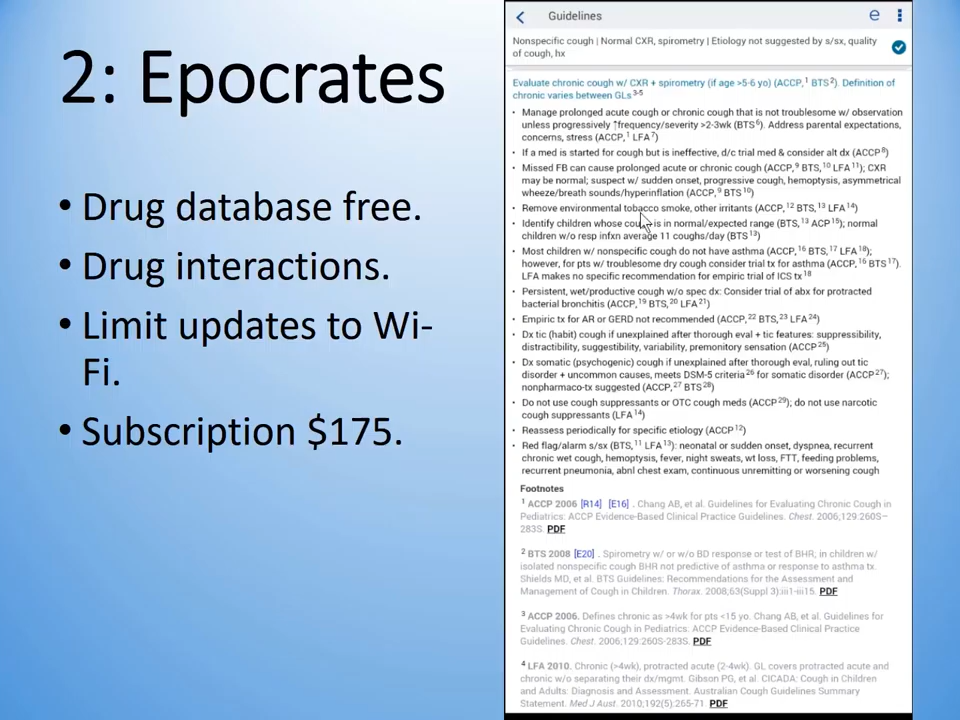 2: Epocrates
• Drug database free.
• Drug interactions.
• Limit updates to Wi-
Fi.
• Subscription $175.
Guidelines
Nonspecific cough | Normal CXR, spirometry | Etiology not suggested by s/sx, quality
of cough, hx
Evaluate chronic cough w/ CXR + spirometry (if age >5-6 yo) (ACCP,1 BTS2). Definition of
chronic varies between GLs3-5
• Manage prolonged acute cough or chronic cough that is not troublesome w/ observation
unless progressively ↑frequency/severity >2-3wk (BTS6). Address parental expectations,
concerns, stress (ACCP,1 LFA7)
• If a med is started for cough but is ineffective, d/c trial med & consider alt dx (ACCP8)
• Missed FB can cause prolonged acute or chronic cough (ACCP,9 BTS,10 LFA11); CXR
may be normal; suspect w/ sudden onset, progressive cough, hemoptysis, asymmetrical
wheeze/breath sounds/hyperinflation (ACCP,9 BTS10)
• Remove environmental tobacco smoke, other irritants (ACCP,12 BTS,13 LFA14)
• Identify children whose cough is in normal/expected range (BTS,13 ACP15); normal
children w/o resp infxn average 11 coughs/day (BTS13)
• Most children w/ nonspecific cough do not have asthma (ACCP,16 BTS,17 LFA18);
however, for pts w/ troublesome dry cough consider trial tx for asthma (ACCP,16 BTS17).
LFA makes no specific recommendation for empiric trial of ICS tx18
• Persistent, wet/productive cough w/o spec dx: Consider trial of abx for protracted
bacterial bronchitis (ACCP,19 BTS,20 LFA21)
• Empiric tx for AR or GERD not recommended (ACCP,22 BTS,23 LFA24)
• Dx tic (habit) cough if unexplained after thorough eval + tic features: suppressibility,
distractibility, suggestibility, variability, premonitory sensation (ACCP25)
• Dx somatic (psychogenic) cough if unexplained after thorough eval, ruling out tic
disorder + uncommon causes, meets DSM-5 criteria26 for somatic disorder (ACCP27);
nonpharmaco-tx suggested (ACCP,27 BTS28)
• Do not use cough suppressants or OTC cough meds (ACCP29); do not use narcotic
cough suppressants (LFA14)
• Reassess periodically for specific etiology (ACCP12)
• Red flag/alarm s/sx (BTS,11 LFA13): neonatal or sudden onset, dyspnea, recurrent
chronic wet cough, hemoptysis, fever, night sweats, wt loss, FTT, feeding problems,
recurrent pneumonia, abnl chest exam, continuous unremitting or worsening cough
Footnotes
1 ACCP 2006 [R14] [E16] . Chang AB, et al. Guidelines for Evaluating Chronic Cough in
Pediatrics: ACCP Evidence-Based Clinical Practice Guidelines. Chest. 2006;129:260S–
283S. PDF
2 BTS 2008 [E20] . Spirometry w/ or w/o BD response or test of BHR, in children w/
isolated nonspecific cough BHR not predictive of asthma or response to asthma tx.
Shields MD, et al. BTS Guidelines: Recommendations for the Assessment and
Management of Cough in Children. Thorax. 2008;63(Suppl 3):iii1-iii15. PDF
3 ACCP 2006. Defines chronic as >4wk for pts <15 yo. Chang AB, et al. Guidelines for
Evaluating Chronic Cough in Pediatrics: ACCP Evidence-Based Clinical Practice
Guidelines. Chest. 2006;129:260S-283S. PDF
4 LFA 2010. Chronic (>4wk), protracted acute (2-4wk). GL covers protracted acute and
chronic w/o separating their dx/mgmt. Gibson PG, et al. CICADA: Cough in Children
and Adults: Diagnosis and Assessment. Australian Cough Guidelines Summary
Statement. Med J Aust. 2010;192(5):265-71. PDF